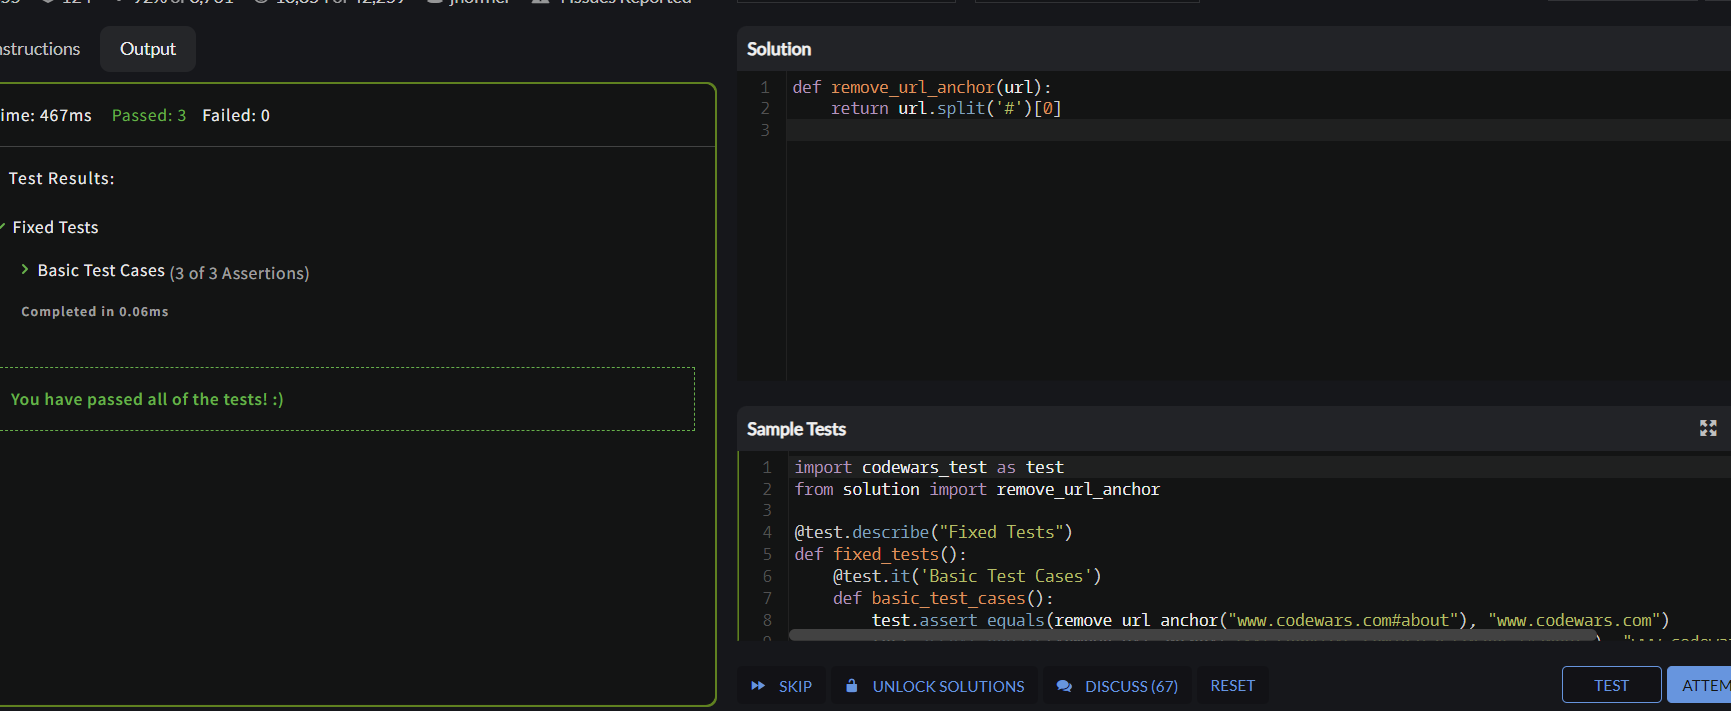 Instructions Output
Time: 467ms Passed: 3 Failed: 0
Test Results:
Fixed Tests
Basic Test Cases (3 of 3 Assertions)
Completed in 0.06ms
You have passed all of the tests! :)
Solution
1 def remove_url_anchor(url):
2 return url.split('#')[0]
3
Sample Tests
1 import codewars_test as test
2 from solution import remove_url_anchor
3
4 @test.describe("Fixed Tests")
5 def fixed_tests():
6 @test.it('Basic Test Cases')
7 def basic_test_cases():
8 test.assert_equals(remove_url_anchor("www.codewars.com#about"), "www.codewars.com")
SKIP UNLOCK SOLUTIONS DISCUSS (67) RESET TEST ATTEM